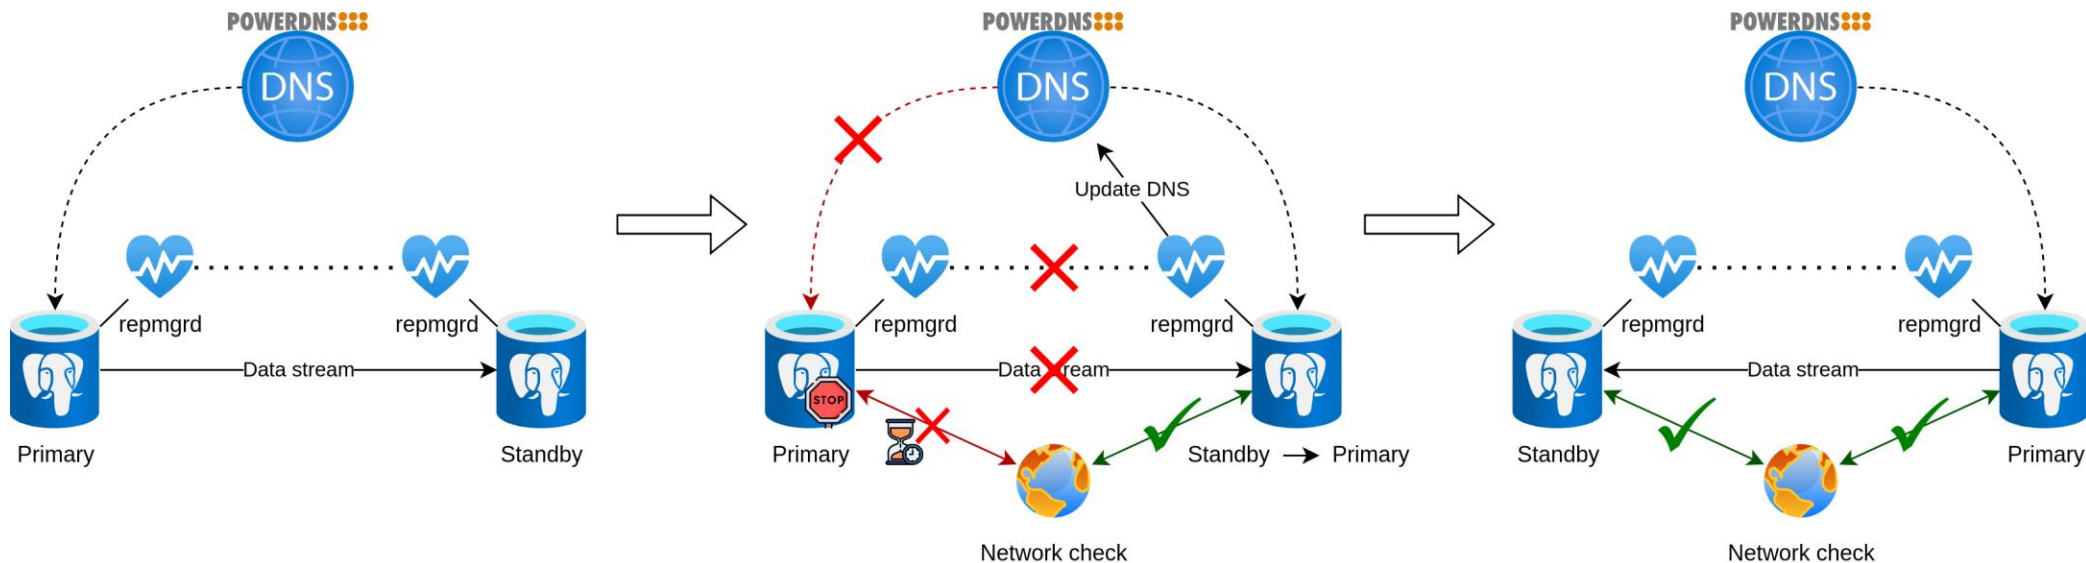 POWERDNS
DNS
repmgrd
repmgrd
Data stream
Primary
Standby
POWERDNS
DNS
Update DNS
repmgrd
repmgrd
Data stream
STOP
Primary
Standby
Primary
Network check
POWERDNS
DNS
repmgrd
repmgrd
Data stream
Standby
Primary
Network check